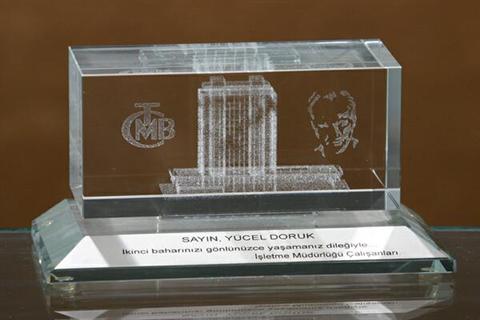 TCMB
SAYIN, YÜCEL DORUK
İkinci baharınızı gönlünüzce yaşamanız dileğiyle...
İşletme Müdürlüğü Çalışanları